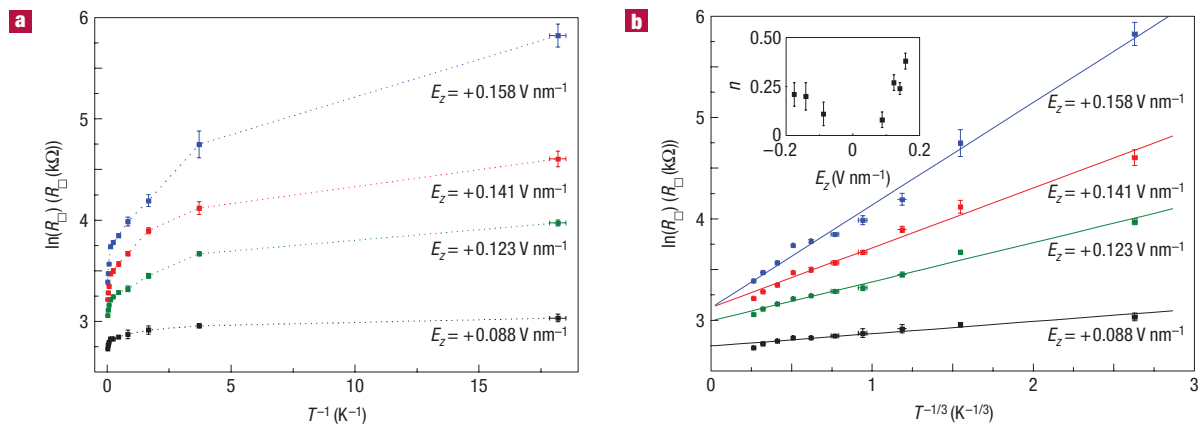 a
6
5
4
3
ln(R□) (R□ (kΩ))
0
5
10
15
T⁻¹ (K⁻¹)
E_z = +0.158 V nm⁻¹
E_z = +0.141 V nm⁻¹
E_z = +0.123 V nm⁻¹
E_z = +0.088 V nm⁻¹
b
6
5
4
3
ln(R□) (R□ (kΩ))
0
1
2
3
T⁻¹/³ (K⁻¹/³)
0.50
0.25
0
n
−0.2
0
0.2
E_z (V nm⁻¹)
E_z = +0.158 V nm⁻¹
E_z = +0.141 V nm⁻¹
E_z = +0.123 V nm⁻¹
E_z = +0.088 V nm⁻¹